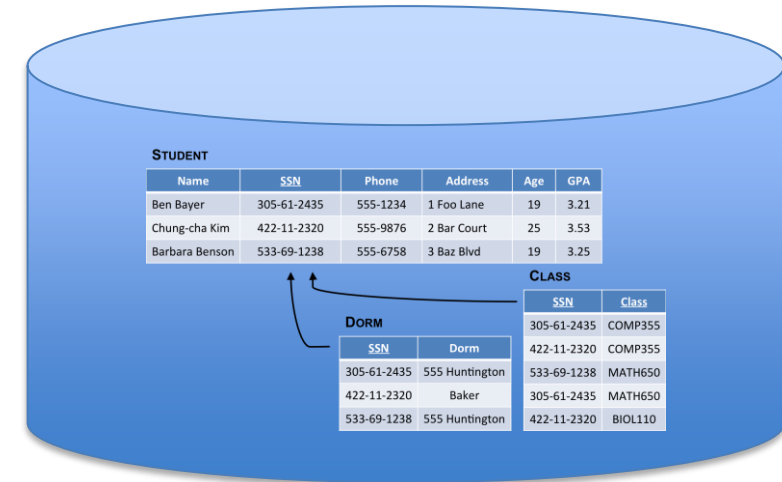 STUDENT
Name SSN Phone Address Age GPA
Ben Bayer 305-61-2435 555-1234 1 Foo Lane 19 3.21
Chung-cha Kim 422-11-2320 555-9876 2 Bar Court 25 3.53
Barbara Benson 533-69-1238 555-6758 3 Baz Blvd 19 3.25
DORM
SSN Dorm
305-61-2435 555 Huntington
422-11-2320 Baker
533-69-1238 555 Huntington
CLASS
SSN Class
305-61-2435 COMP355
422-11-2320 COMP355
533-69-1238 MATH650
305-61-2435 MATH650
422-11-2320 BIOL110